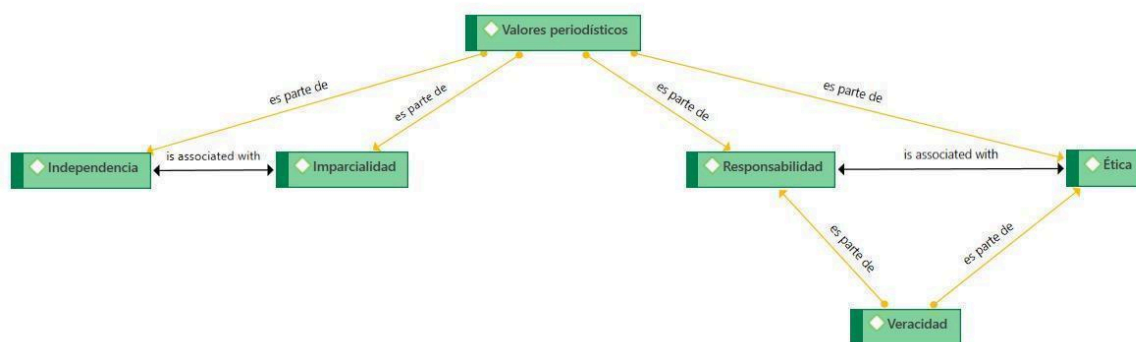 Valores periodísticos
es parte de
es parte de
es parte de
es parte de
Independencia
is associated with
Imparcialidad
Responsabilidad
is associated with
Ética
es parte de
es parte de
Veracidad